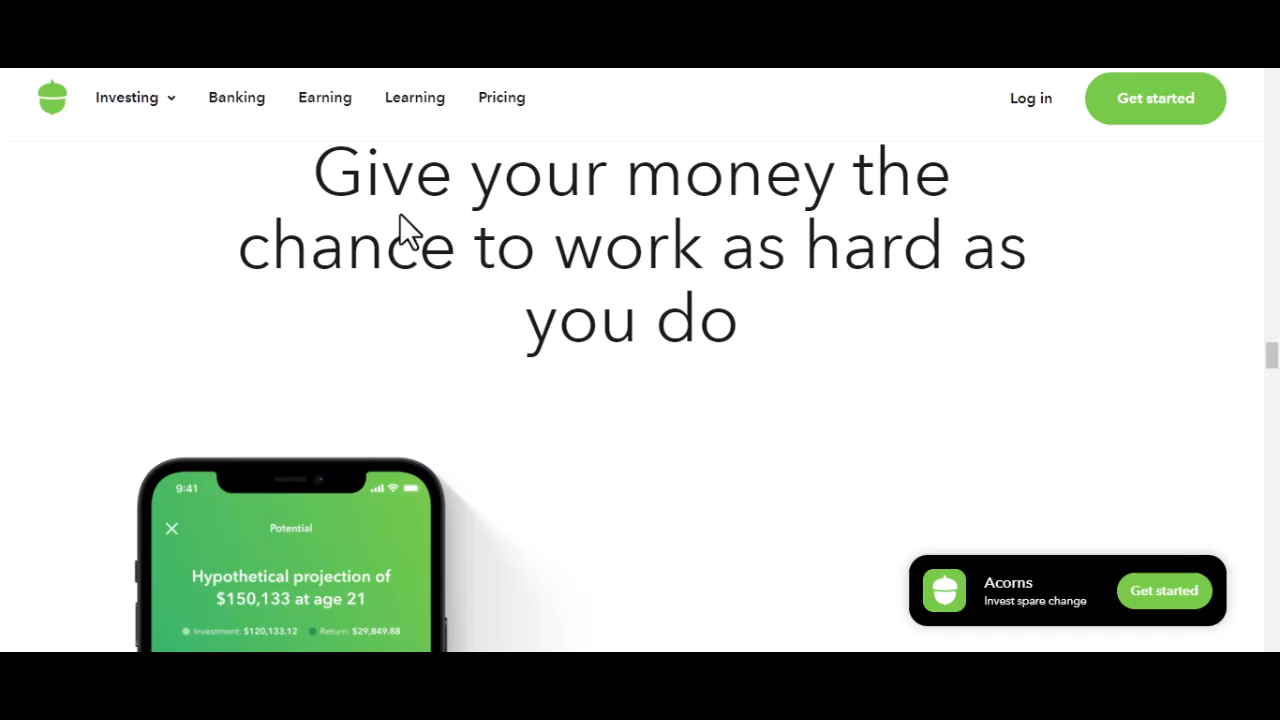 Investing Banking Earning Learning Pricing Log in Get started
Give your money the
chance to work as hard as
you do
9:41
Potential
Hypothetical projection of
$150,133 at age 21
Investment: $120,133.12 Return: $29,849.88
Acorns
Invest spare change
Get started